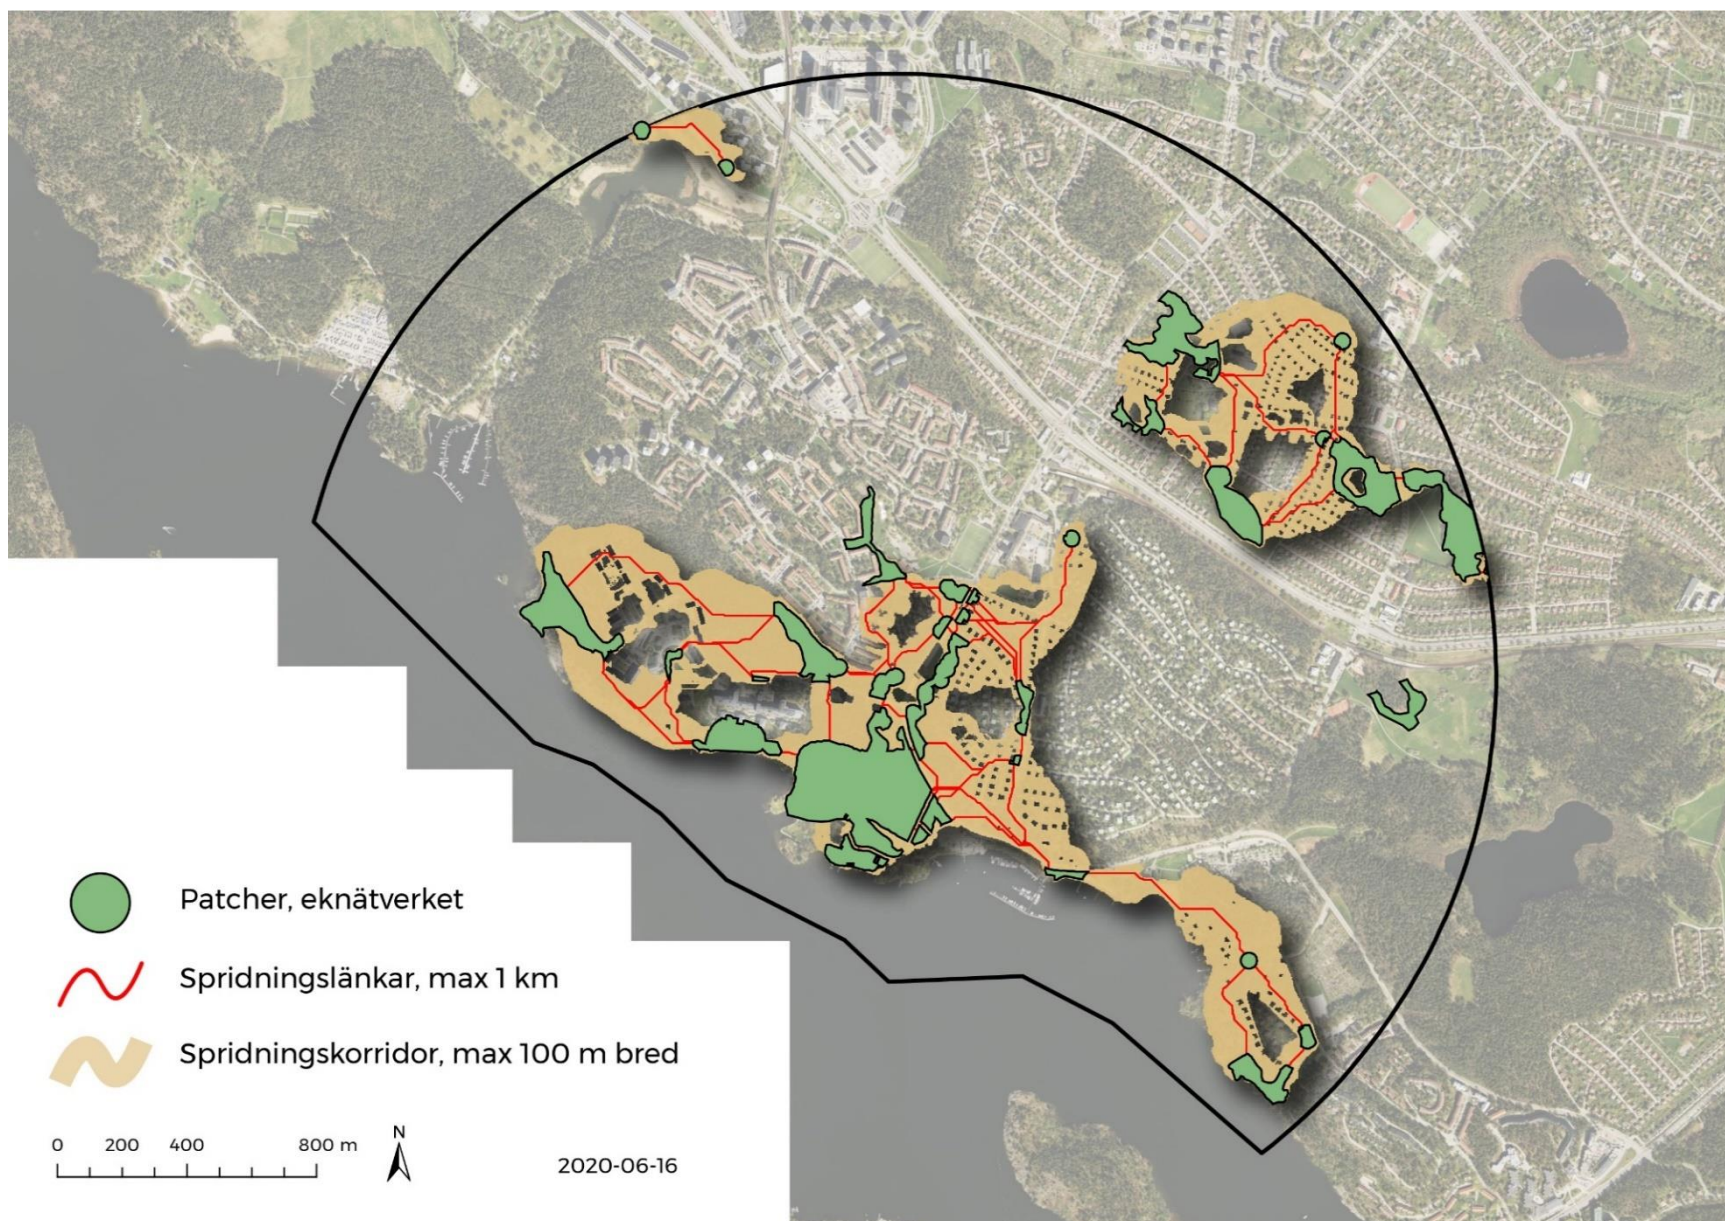 Patcher, eknätverket
Spridningslänkar, max 1 km
Spridningskorridor, max 100 m bred
0 200 400 800 m
N
2020-06-16